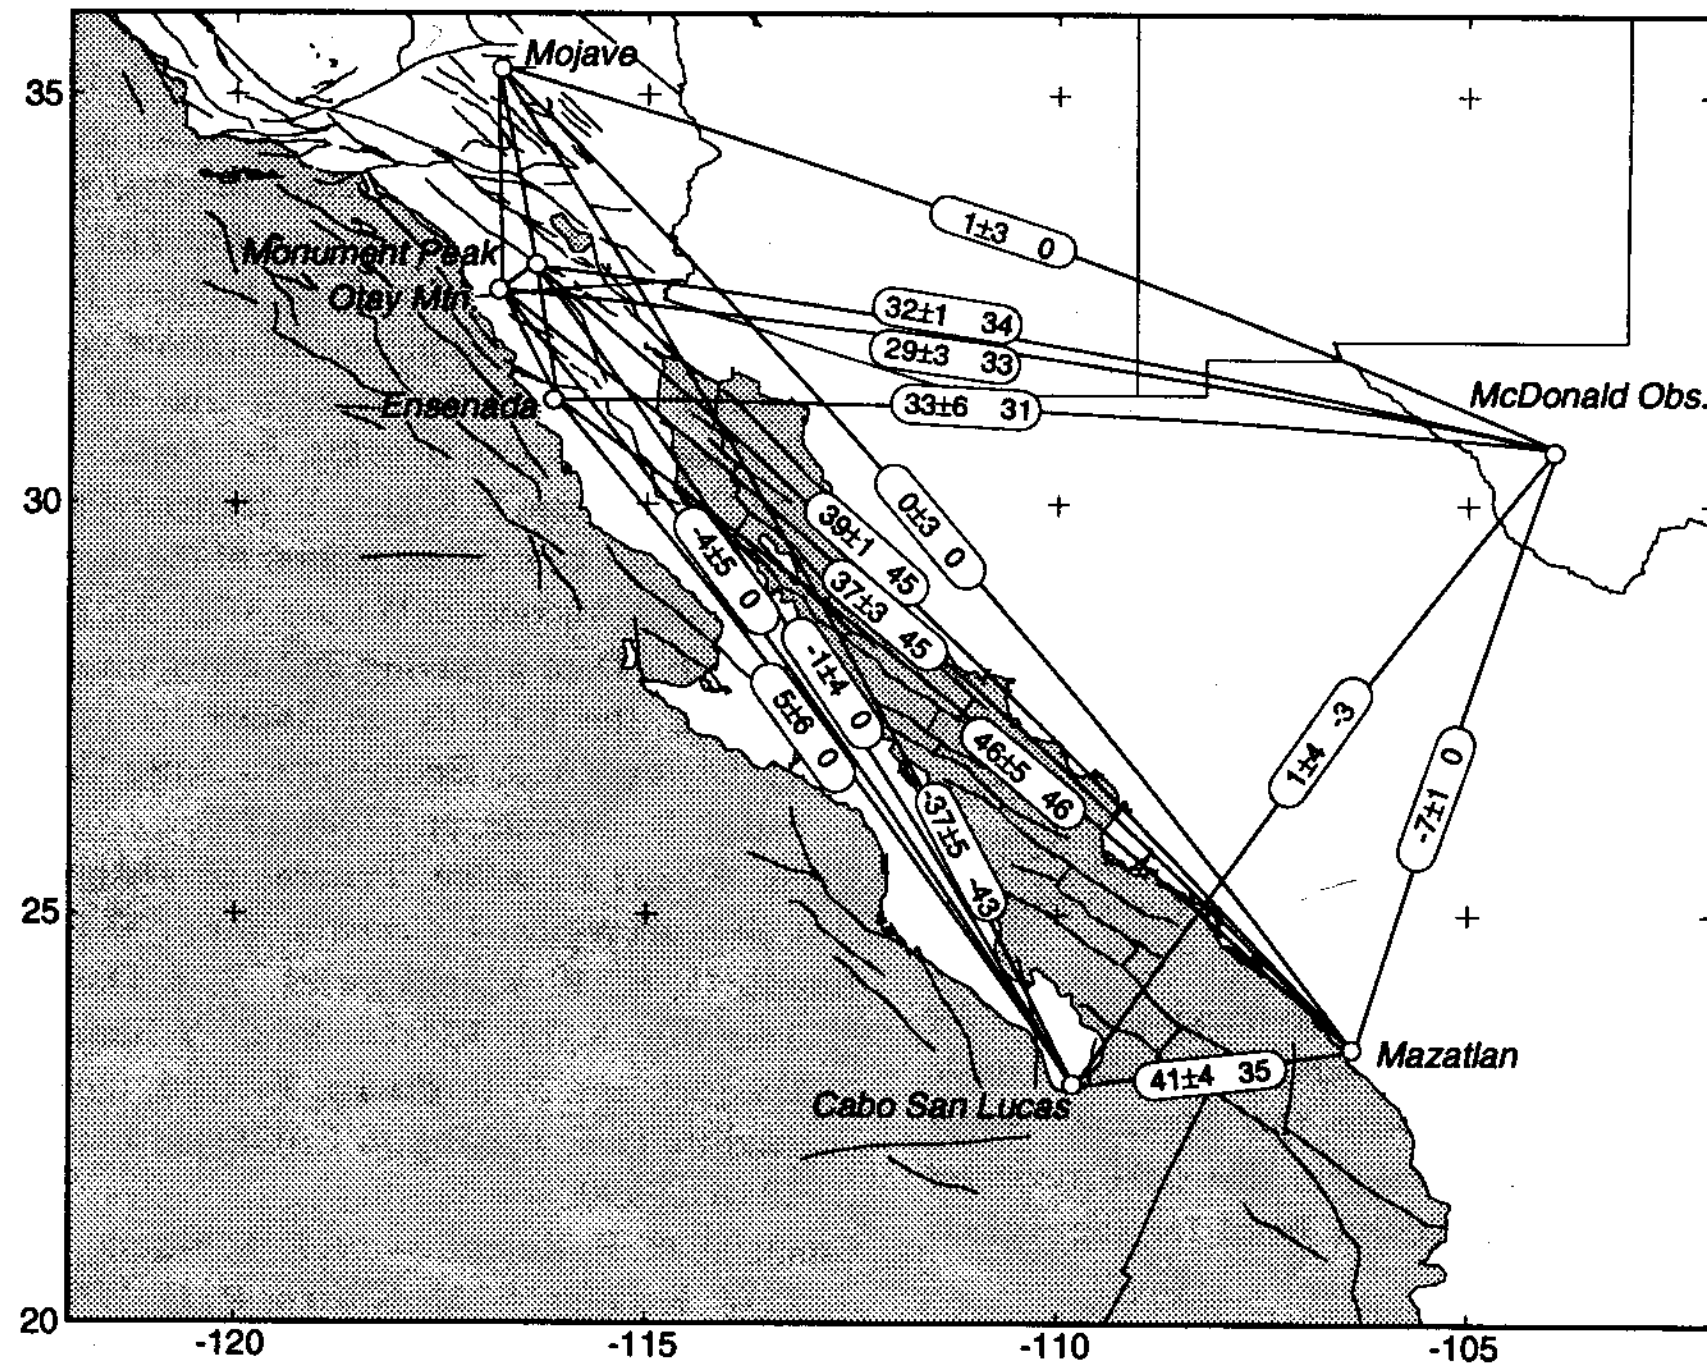 Mojave
35
1±3 0
Monument Peak
Otay Mtn.
32±1 34
29±3 33
33±6 31
McDonald Obs.
Ensenada
30
0±3 0
39±1 45
-4±5 0
37±3 45
-1±4 0
5±6 0
1±4 -3
-7±1 0
46±5 46
-37±5 -43
25
Mazatlan
41±4 35
Cabo San Lucas
20
-120 -115 -110 -105